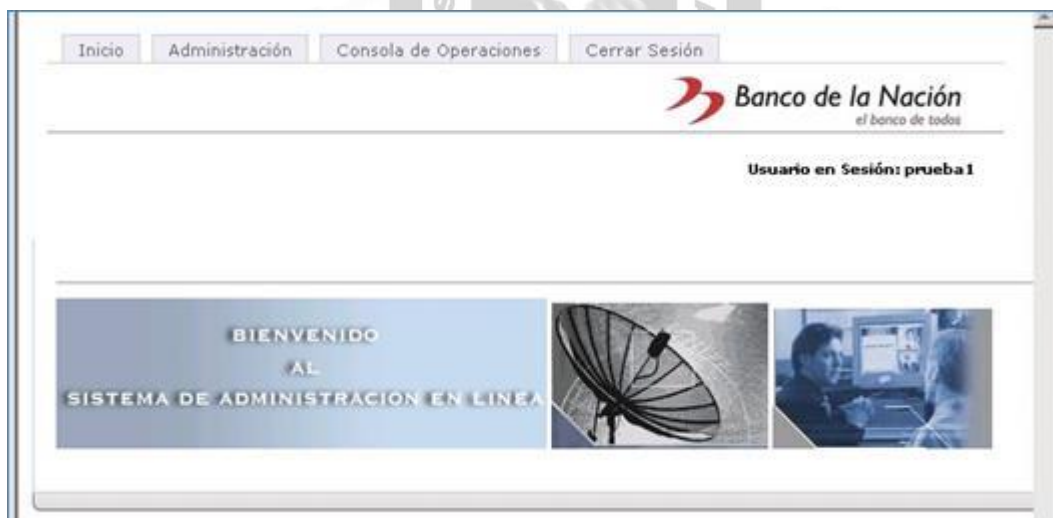 Inicio
Administración
Consola de Operaciones
Cerrar Sesión
Banco de la Nación
el banco de todos
Usuario en Sesión: prueba1
BIENVENIDO
AL
SISTEMA DE ADMINISTRACION EN LINEA